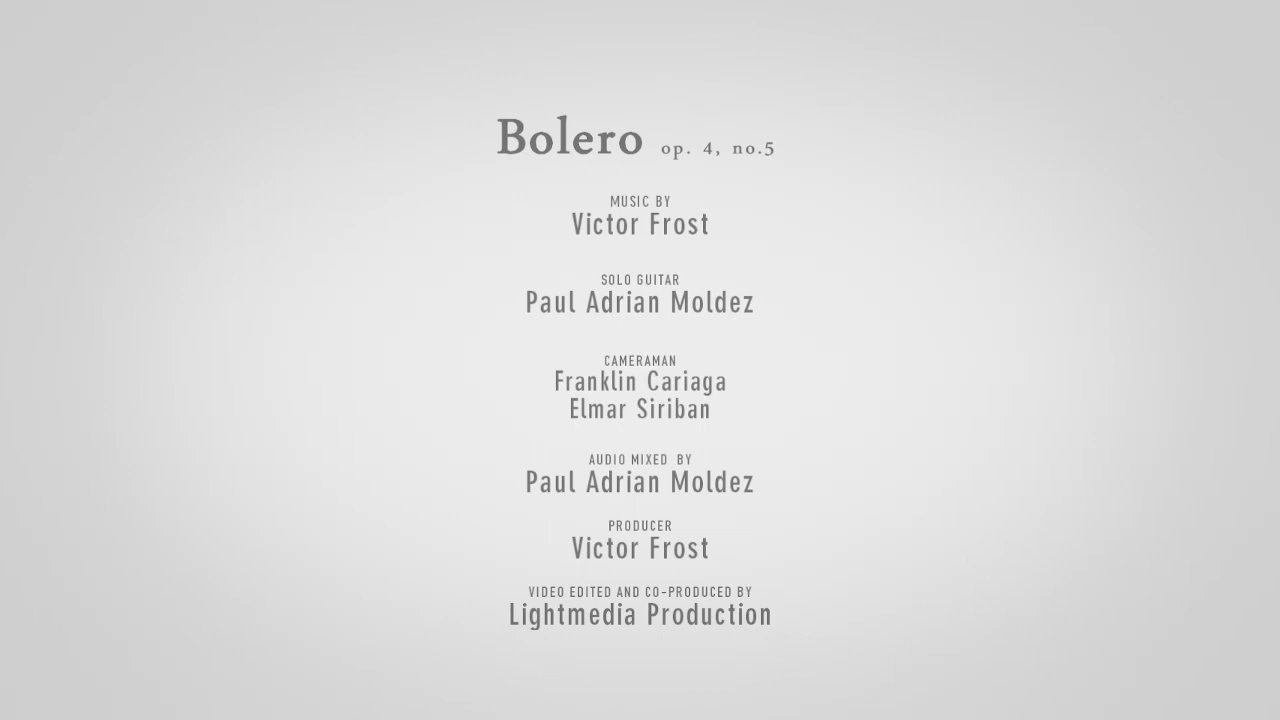 Bolero op. 4, no.5
MUSIC BY
Victor Frost
SOLO GUITAR
Paul Adrian Moldez
CAMERAMAN
Franklin Cariaga
Elmar Siriban
AUDIO MIXED BY
Paul Adrian Moldez
PRODUCER
Victor Frost
VIDEO EDITED AND CO-PRODUCED BY
Lightmedia Production